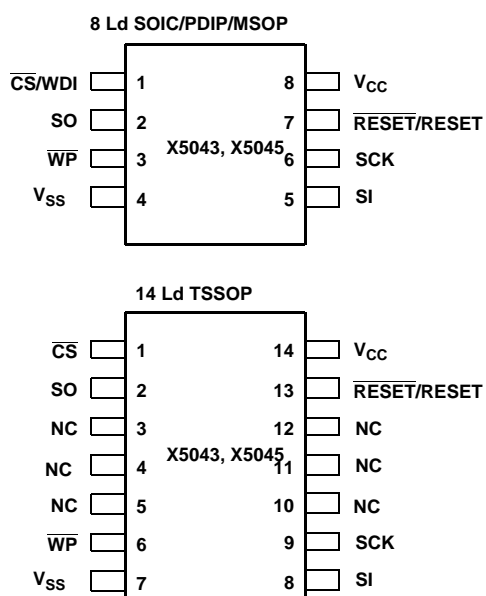 8 Ld SOIC/PDIP/MSOP
CS/WDI 1 8 VCC
SO 2 7 RESET/RESET
WP 3 X5043, X5045 6 SCK
VSS 4 5 SI
14 Ld TSSOP
CS 1 14 VCC
SO 2 13 RESET/RESET
NC 3 12 NC
NC 4 X5043, X5045 11 NC
NC 5 10 NC
WP 6 9 SCK
VSS 7 8 SI